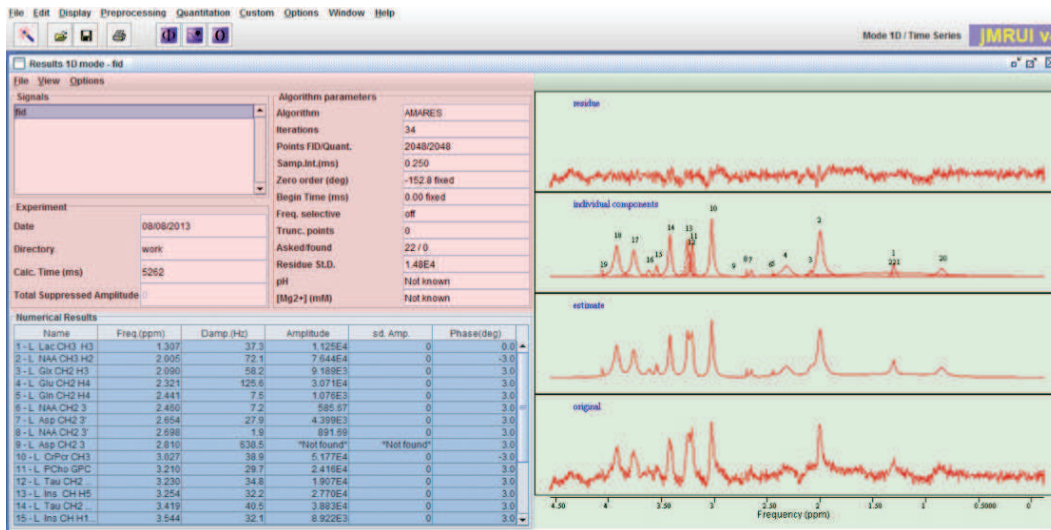 File Edit Display Preprocessing Quantitation Custom Options Window Help
Mode 1D / Time Series jMRUI v
Results 1D mode - fid
File View Options
Signals
fid
Experiment
Date 08/08/2013
Directory work
Calc. Time (ms) 5262
Total Suppressed Amplitude 0
Algorithm parameters
Algorithm AMARES
Iterations 34
Points FID/Quant. 2048/2048
Samp.Int.(ms) 0.250
Zero order (deg) -152.8 fixed
Begin Time (ms) 0.00 fixed
Freq. selective off
Trunc. points 0
Asked/found 22 / 0
Residue St.D. 1.48E4
pH Not known
[Mg2+] (mM) Not known
Numerical Results
Name Freq.(ppm) Damp.(Hz) Amplitude sd. Amp. Phase(deg)
1 - L Lac CH3 H3 1.307 37.3 1.125E4 0 0.0
2 - L NAA CH3 H2 2.005 72.1 7.644E4 0 -3.0
3 - L Glx CH2 H3 2.090 58.2 9.189E3 0 3.0
4 - L Glu CH2 H4 2.321 125.6 3.071E4 0 3.0
5 - L Gln CH2 H4 2.441 7.5 1.076E3 0 3.0
6 - L NAA CH2 3 2.460 7.2 585.57 0 3.0
7 - L Asp CH2 3' 2.654 27.9 4.399E3 0 3.0
8 - L NAA CH2 3' 2.698 1.9 891.69 0 3.0
9 - L Asp CH2 3 2.810 638.5 *Not found* *Not found* 3.0
10 - L CrPcr CH3 3.027 38.9 5.177E4 0 -3.0
11 - L PCho GPC 3.210 29.7 2.416E4 0 3.0
12 - L Tau CH2 ... 3.230 34.8 1.907E4 0 3.0
13 - L Ins CH H5 3.254 32.2 2.770E4 0 3.0
14 - L Tau CH2 ... 3.419 40.5 3.883E4 0 3.0
15 - L Ins CH H1... 3.544 32.1 8.922E3 0 3.0
residue
individual components
19 18 17 16 15 14 13 11 12 10 9 8 7 4 3 2 1 20
estimate
original
4.50 3.50 3 2.50 2 1.50 1 0.5000 0
Frequency (ppm)